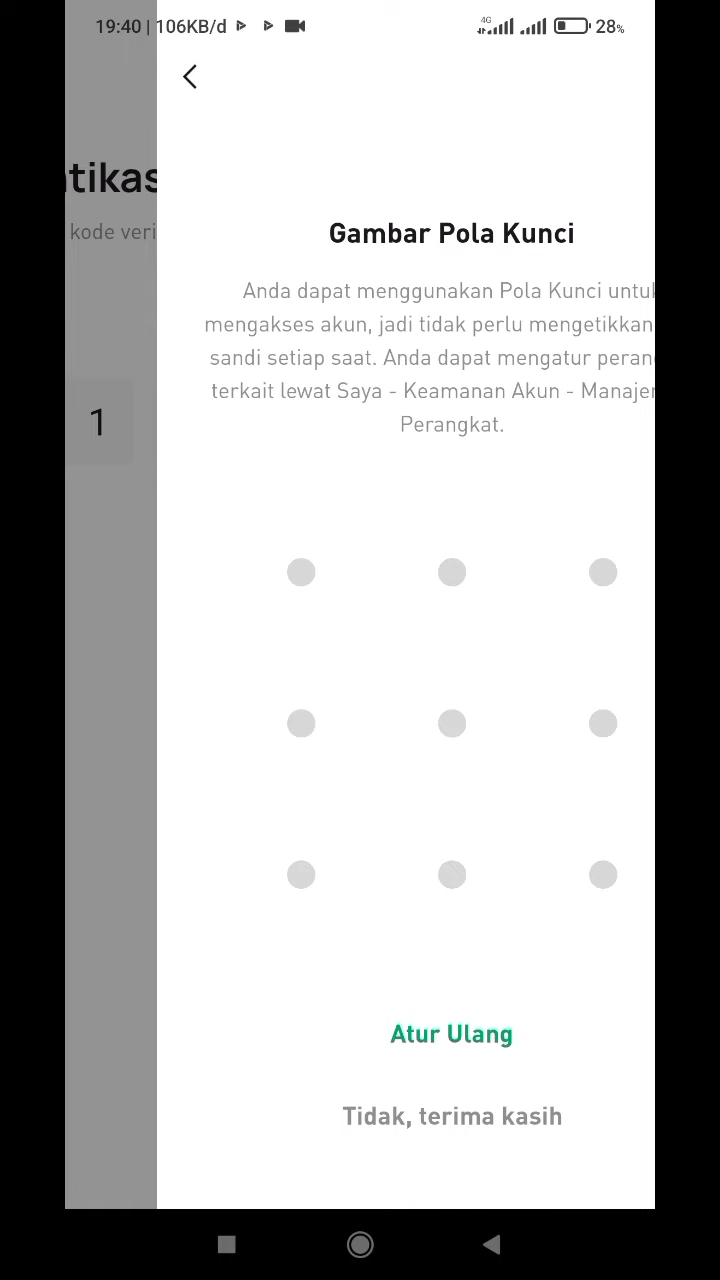 19:40 | 106KB/d
4G
28%
tikas
kode veri
Gambar Pola Kunci
Anda dapat menggunakan Pola Kunci untuk
mengakses akun, jadi tidak perlu mengetikkan
sandi setiap saat. Anda dapat mengatur peran
terkait lewat Saya - Keamanan Akun - Manajer
Perangkat.
1
Atur Ulang
Tidak, terima kasih